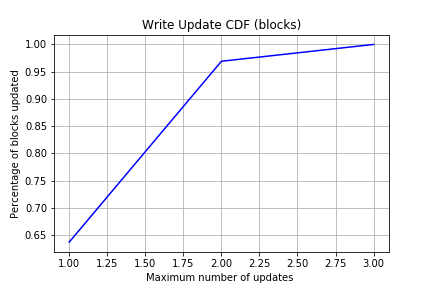 Write Update CDF (blocks)
Percentage of blocks updated
1.00
0.95
0.90
0.85
0.80
0.75
0.70
0.65
1.00 1.25 1.50 1.75 2.00 2.25 2.50 2.75 3.00
Maximum number of updates